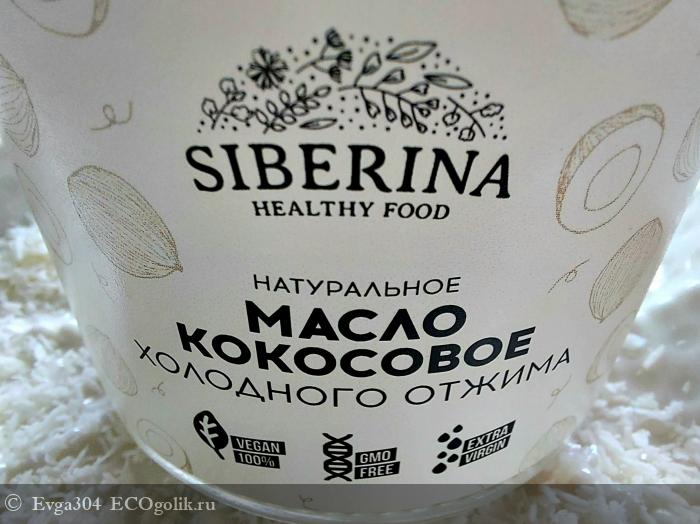 SIBERINA
HEALTHY FOOD
НАТУРАЛЬНОЕ
МАСЛО
КОКОСОВОЕ
ХОЛОДНОГО ОТЖИМА
VEGAN
100%
GMO
FREE
EXTRA
VIRGIN
© Evga304 ECOgolik.ru